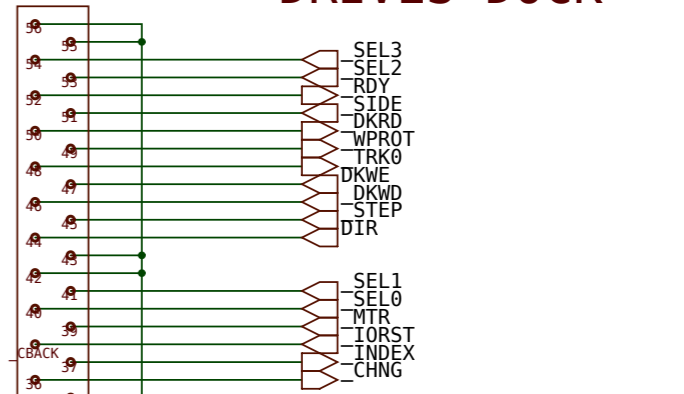 56
55
54 _SEL3
53 _SEL2
52 _RDY
51 _SIDE
50 _DKRD
49 _WPROT
48 _TRK0
47 DKWE
46 _DKWD
45 _STEP
44 DIR
43
42
41 _SEL1
40 _SEL0
39 _MTR
_CBACK _IORST
37 _INDEX
36 _CHNG